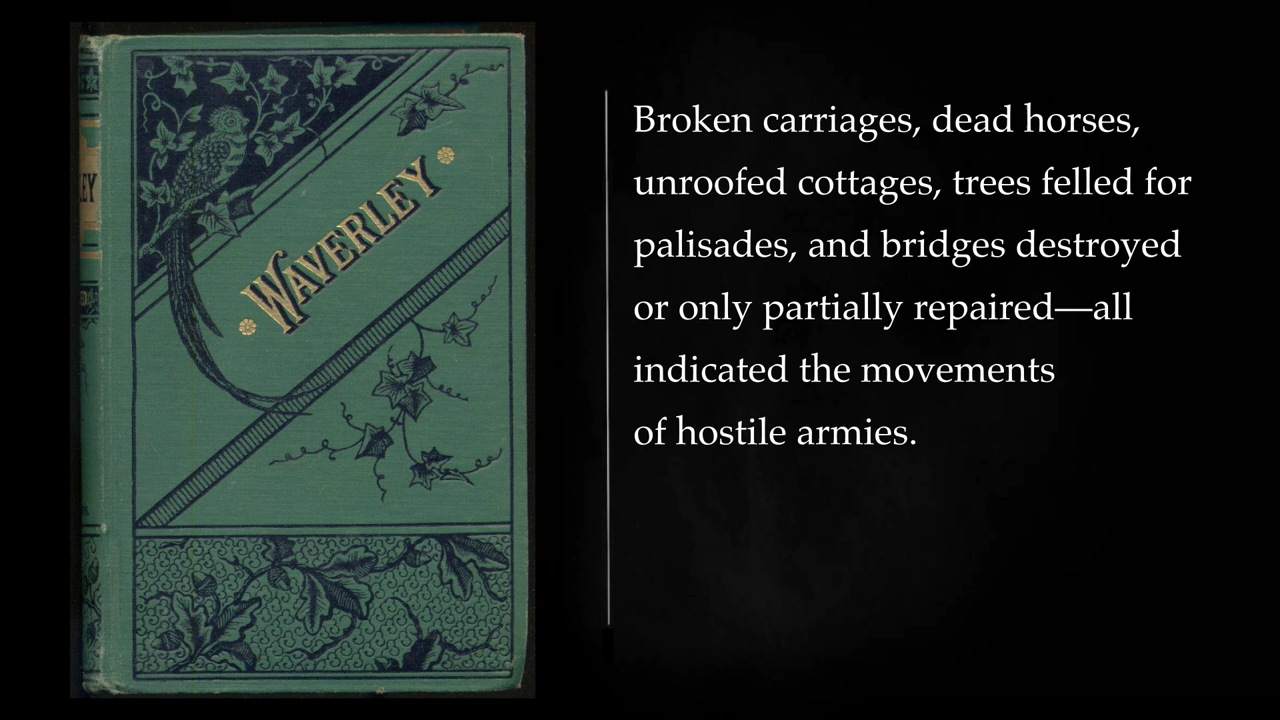 WAVERLEY
Broken carriages, dead horses,
unroofed cottages, trees felled for
palisades, and bridges destroyed
or only partially repaired—all
indicated the movements
of hostile armies.